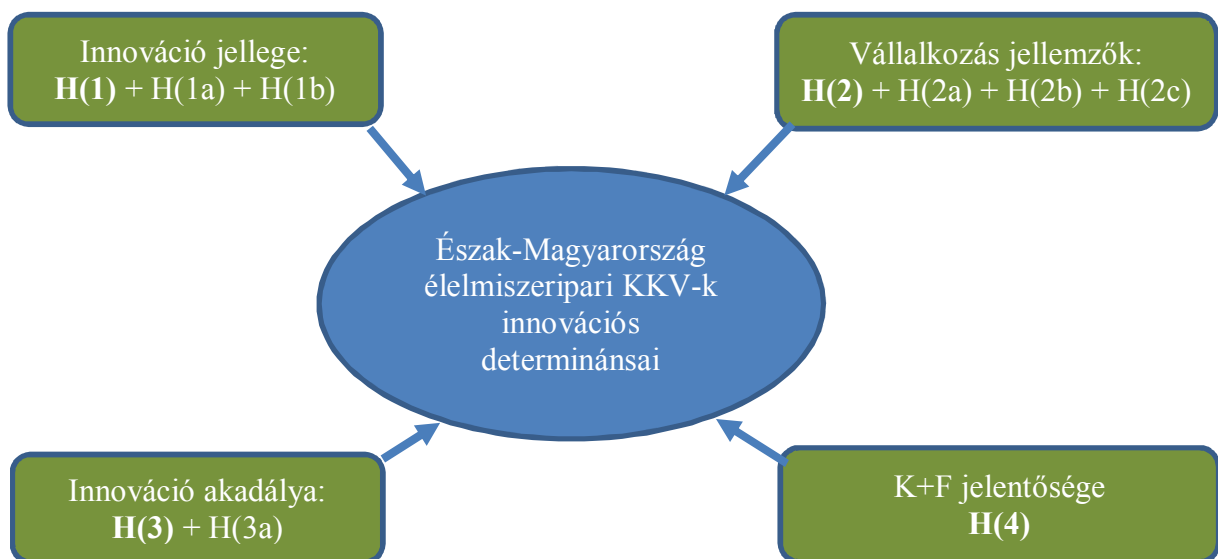 Innováció jellege:
H(1) + H(1a) + H(1b)
Vállalkozás jellemzők:
H(2) + H(2a) + H(2b) + H(2c)
Észak-Magyarország
élelmiszeripari KKV-k
innovációs
determinánsai
Innováció akadálya:
H(3) + H(3a)
K+F jelentősége
H(4)